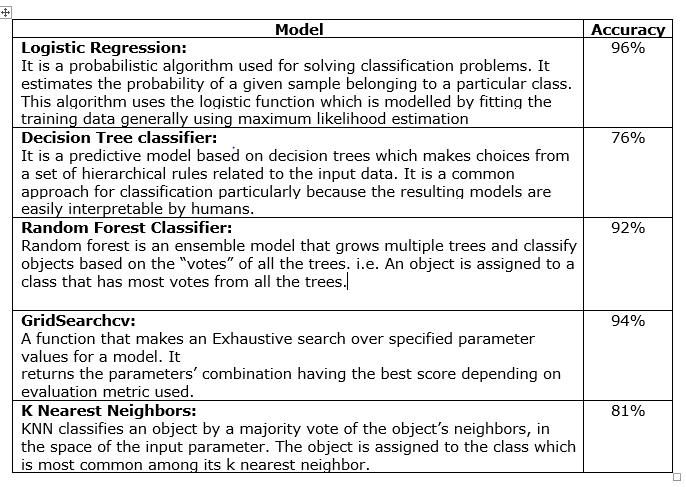 Model Accuracy
Logistic Regression: 96%
It is a probabilistic algorithm used for solving classification problems. It
estimates the probability of a given sample belonging to a particular class.
This algorithm uses the logistic function which is modelled by fitting the
training data generally using maximum likelihood estimation
Decision Tree classifier: 76%
It is a predictive model based on decision trees which makes choices from
a set of hierarchical rules related to the input data. It is a common
approach for classification particularly because the resulting models are
easily interpretable by humans.
Random Forest Classifier: 92%
Random forest is an ensemble model that grows multiple trees and classify
objects based on the “votes” of all the trees. i.e. An object is assigned to a
class that has most votes from all the trees.
GridSearchcv: 94%
A function that makes an Exhaustive search over specified parameter
values for a model. It
returns the parameters’ combination having the best score depending on
evaluation metric used.
K Nearest Neighbors: 81%
KNN classifies an object by a majority vote of the object’s neighbors, in
the space of the input parameter. The object is assigned to the class which
is most common among its k nearest neighbor.